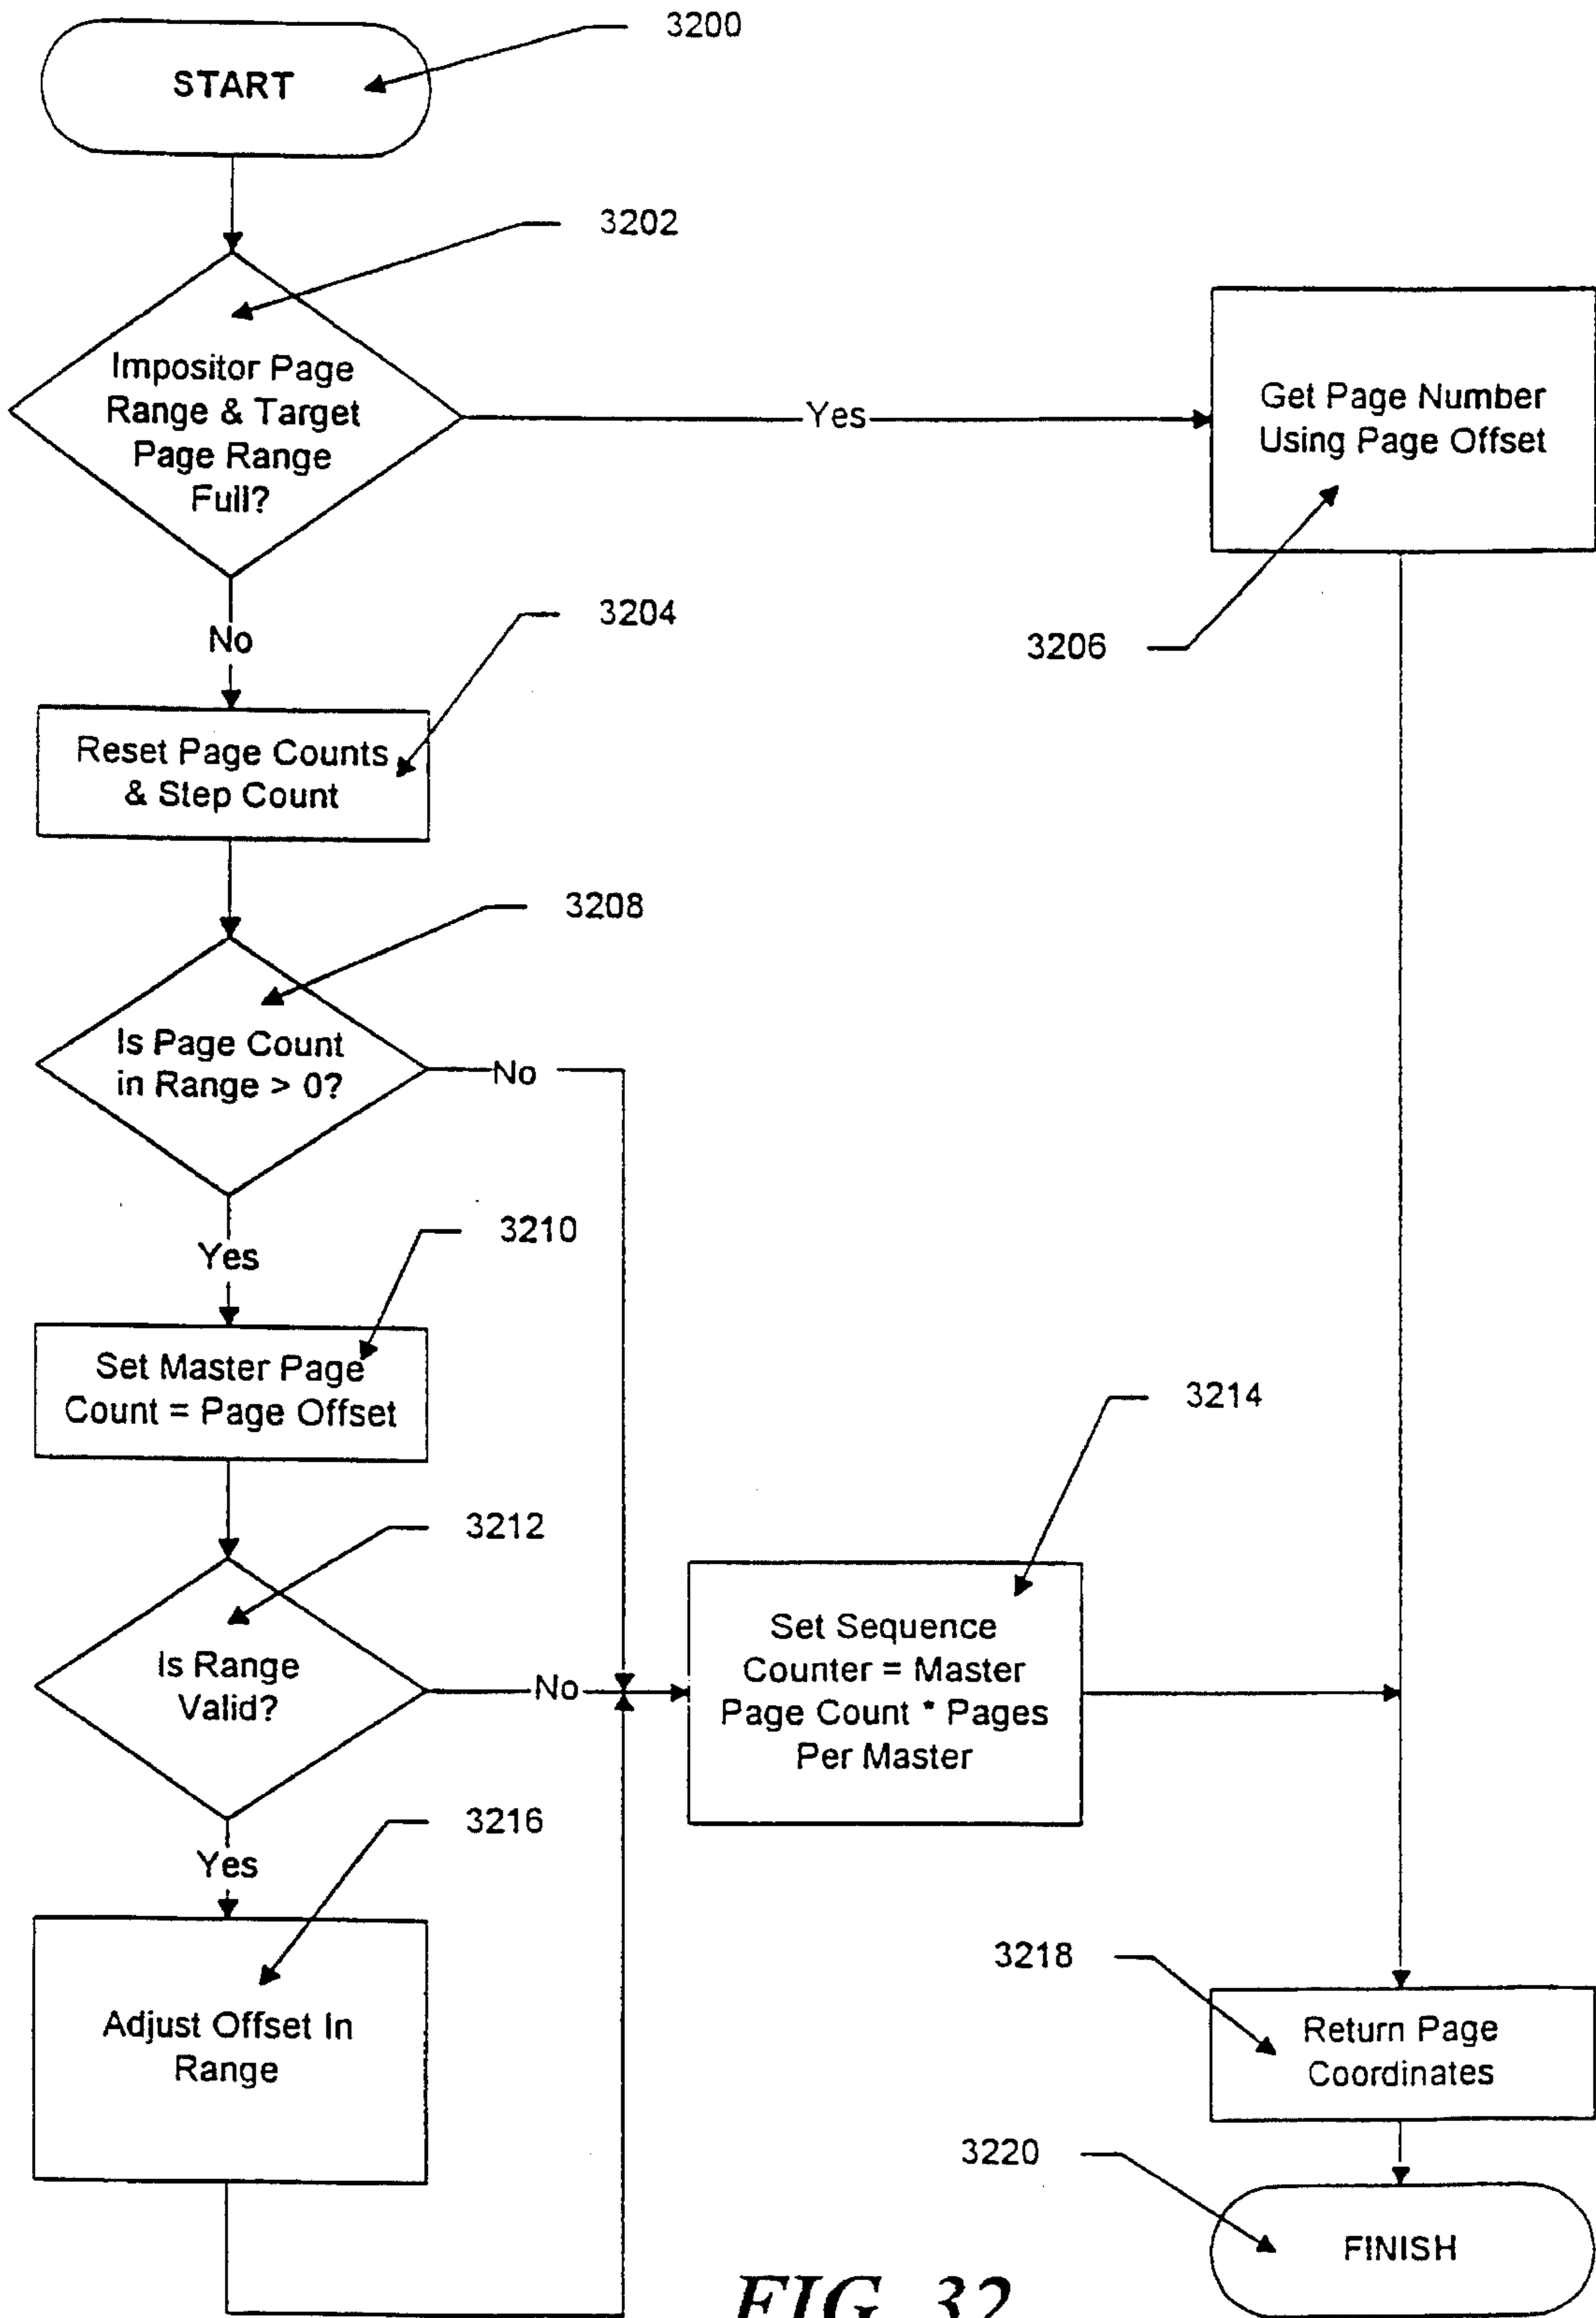 3200
START
3202
Impositor Page
Range & Target
Page Range
Full?
Yes
Get Page Number
Using Page Offset
3206
No
3204
Reset Page Counts
& Step Count
3208
Is Page Count
in Range > 0?
No
Yes
3210
Set Master Page
Count = Page Offset
3214
3212
Is Range
Valid?
No
Set Sequence
Counter = Master
Page Count * Pages
Per Master
Yes
3216
Adjust Offset In
Range
3218
Return Page
Coordinates
3220
FINISH
FIG. 32